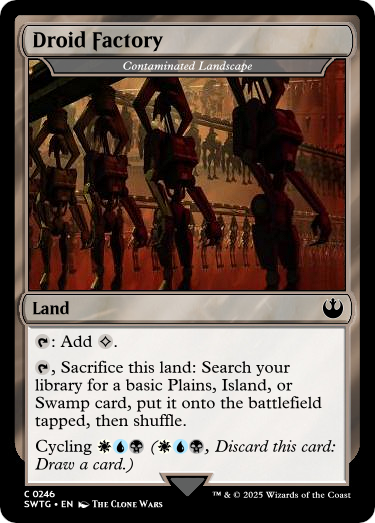 Droid Factory
Contaminated Landscape
Land
: Add .
, Sacrifice this land: Search your
library for a basic Plains, Island, or
Swamp card, put it onto the battlefield
tapped, then shuffle.
Cycling (, Discard this card:
Draw a card.)
C 0246
SWTG • EN The Clone Wars
™ & © 2025 Wizards of the Coast